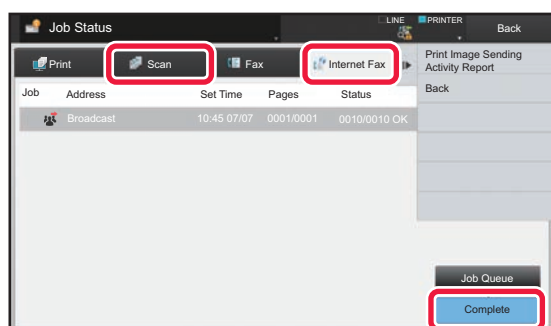 Job Status
LINE
PRINTER
Back
Print
Scan
Fax
Internet Fax
Print Image Sending
Activity Report
Back
Job Address Set Time Pages Status
Broadcast 10:45 07/07 0001/0001 0010/0010 OK
Job Queue
Complete